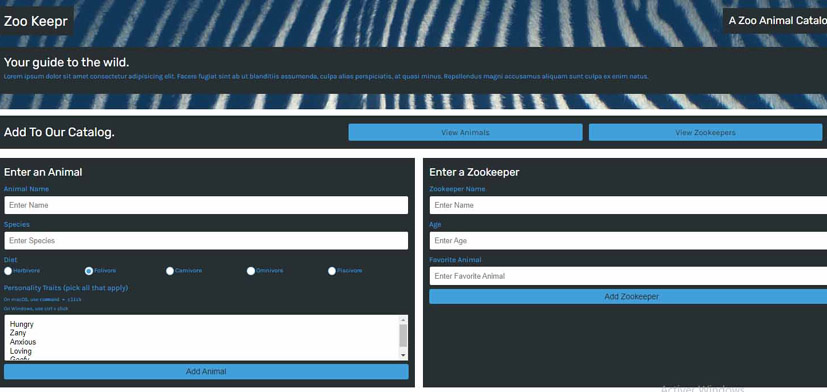 Zoo Keepr
A Zoo Animal Catalo
Your guide to the wild.
Lorem ipsum dolor sit amet consectetur adipisicing elit. Facere fugiat sint ab ut blanditiis assumenda, culpa alias perspiciatis, at quasi minus. Repellendus magni accusamus aliquam sunt culpa ex enim natus.
Add To Our Catalog.
View Animals
View Zookeepers
Enter an Animal
Animal Name
Enter Name
Species
Enter Species
Diet
Herbivore
Folivore
Carnivore
Omnivore
Piscivore
Personality Traits (pick all that apply)
On macOS, use command + click
On Windows, use ctrl + click
Hungry
Zany
Anxious
Loving
Goofy
Add Animal
Enter a Zookeeper
Zookeeper Name
Enter Name
Age
Enter Age
Favorite Animal
Enter Favorite Animal
Add Zookeeper
Activer Windows